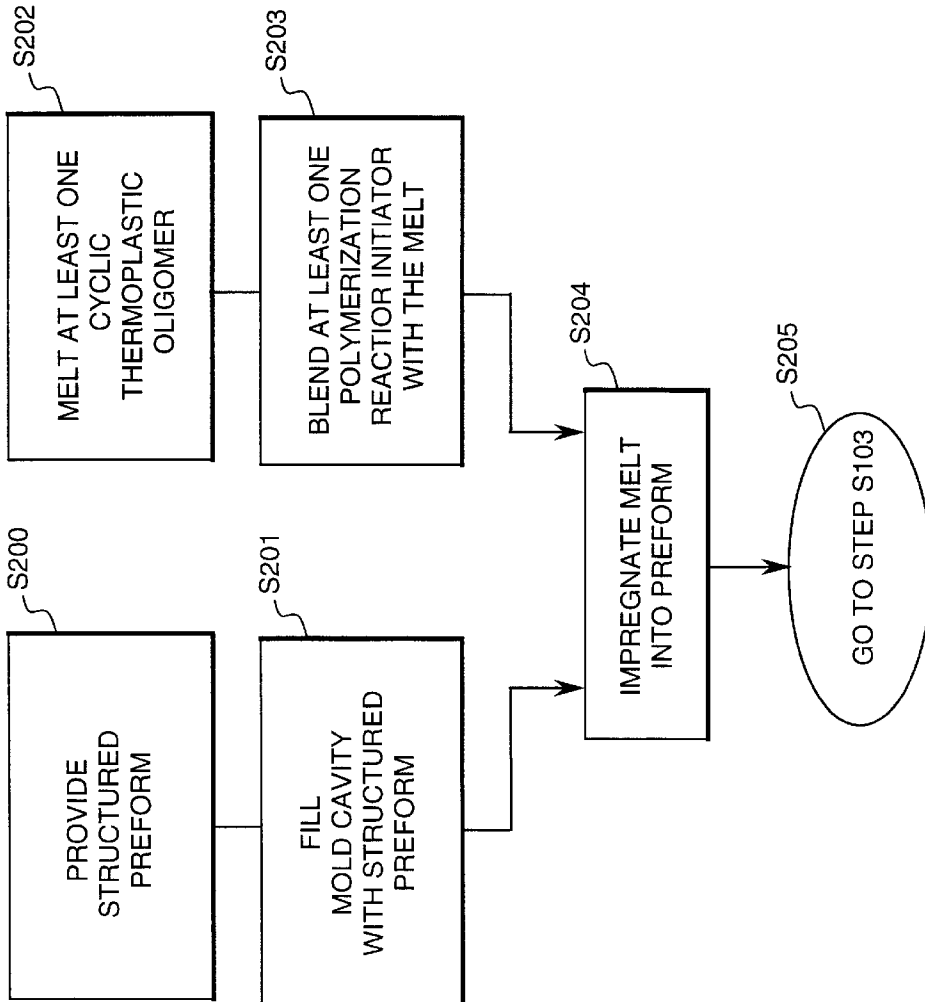 S200
PROVIDE
STRUCTURED
PREFORM
S201
FILL
MOLD CAVITY
WITH STRUCTURED
PREFORM
S202
MELT AT LEAST ONE
CYCLIC
THERMOPLASTIC
OLIGOMER
S203
BLEND AT LEAST ONE
POLYMERIZATION
REACTIOR INITIATOR
WITH THE MELT
S204
IMPREGNATE MELT
INTO PREFORM
S205
GO TO STEP S103